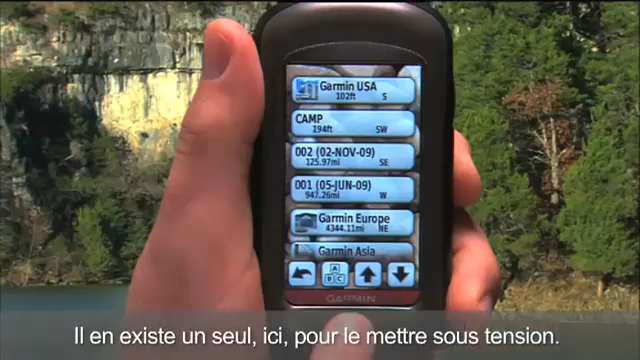 Garmin USA
102ft S
CAMP
194ft SW
002 (02-NOV-09)
125.97mi SE
001 (05-JUN-09)
947.26mi W
Garmin Europe
4344.11mi NE
Garmin Asia
A
B C
GARMIN
Il en existe un seul, ici, pour le mettre sous tension.